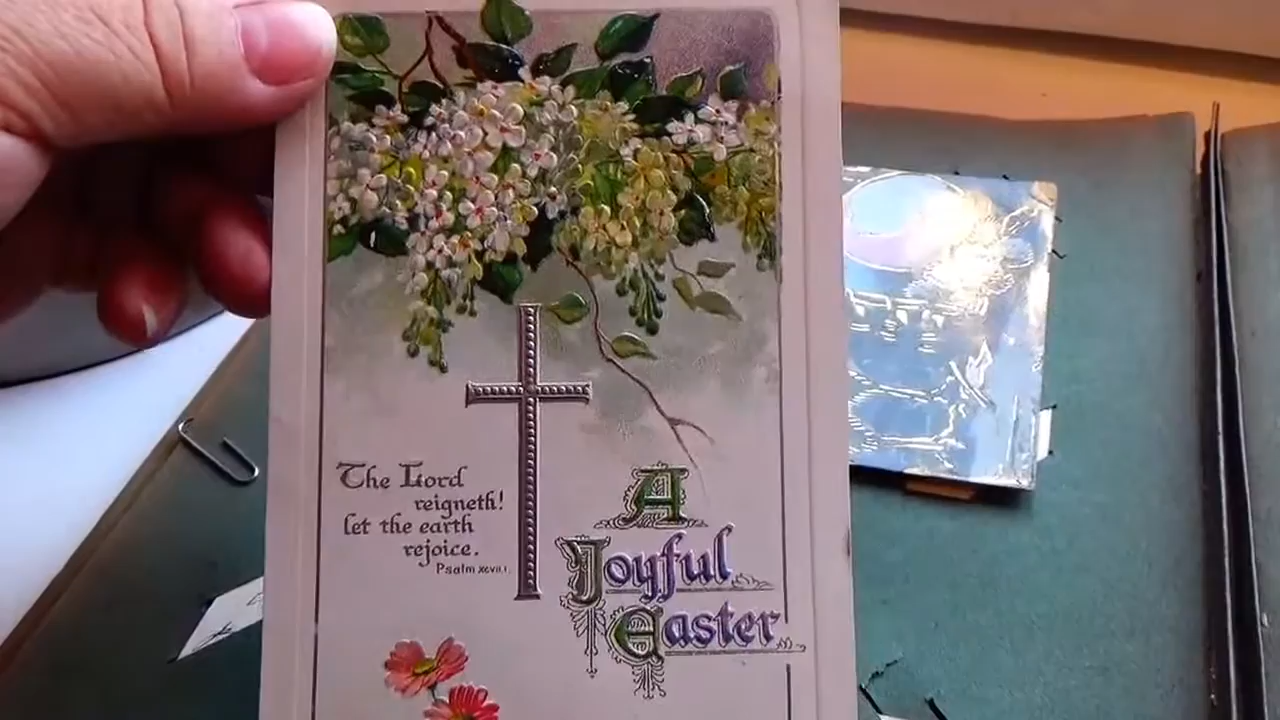 The Lord
reigneth!
let the earth
rejoice.
Psalm XCVII.1.
A
Joyful
Easter